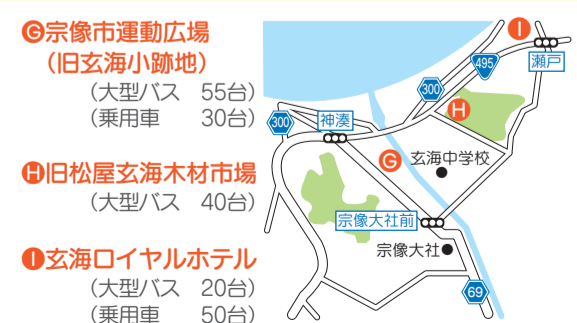 G宗像市運動広場
(旧玄海小跡地)
(大型バス 55台)
(乗用車 30台)
H旧松屋玄海木材市場
(大型バス 40台)
I玄海ロイヤルホテル
(大型バス 20台)
(乗用車 50台)
I
495
瀬戸
300
H
300
神湊
G
玄海中学校
宗像大社前
宗像大社
69